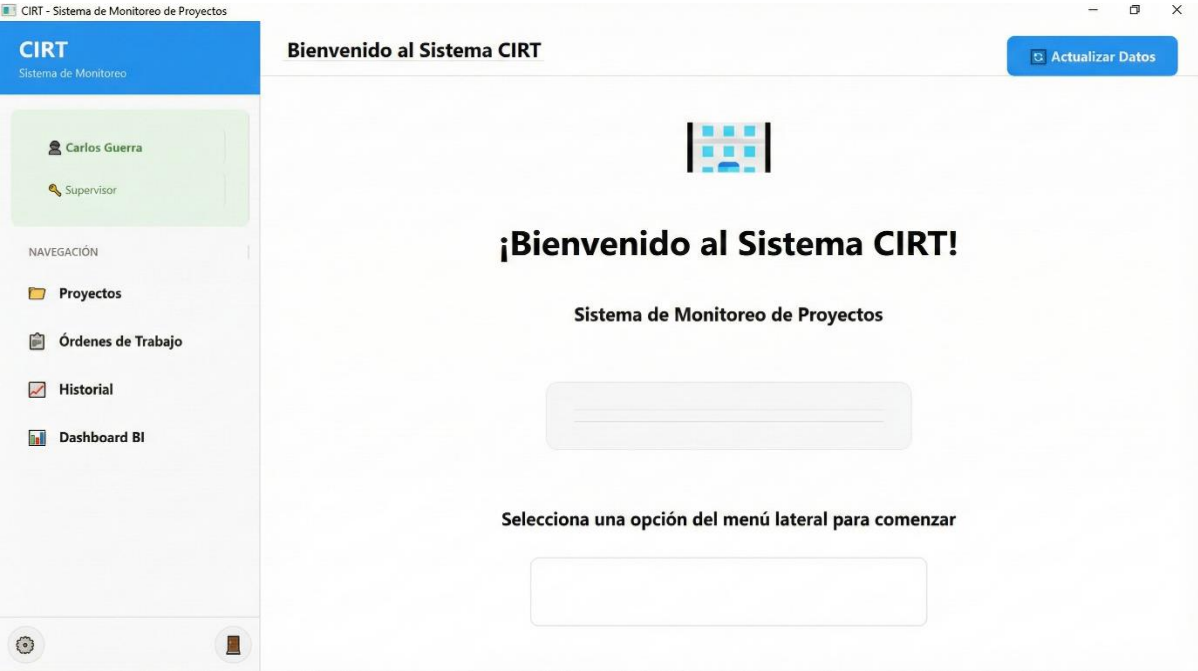 CIRT - Sistema de Monitoreo de Proyectos
CIRT
Sistema de Monitoreo
Carlos Guerra
Supervisor
NAVEGACIÓN
Proyectos
Órdenes de Trabajo
Historial
Dashboard BI
Bienvenido al Sistema CIRT
Actualizar Datos
¡Bienvenido al Sistema CIRT!
Sistema de Monitoreo de Proyectos
Selecciona una opción del menú lateral para comenzar